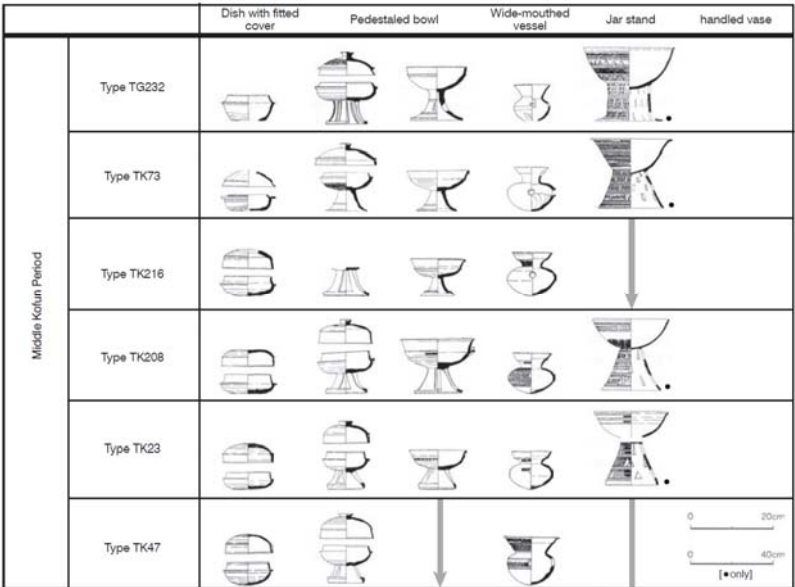 Dish with fitted
cover
Pedestaled bowl
Wide-mouthed
vessel
Jar stand
handled vase
Middle Kofun Period
Type TG232
Type TK73
Type TK216
Type TK208
Type TK23
Type TK47
0 20cm
0 40cm
[●only]